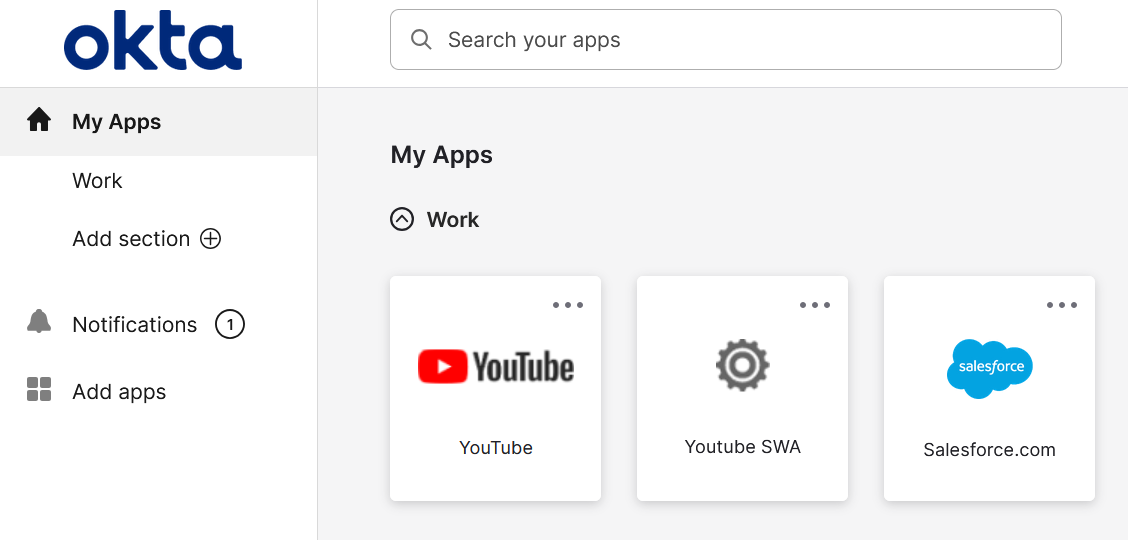 okta
Search your apps
My Apps
Work
Add section
Notifications 1
Add apps
My Apps
Work
YouTube
YouTube
Youtube SWA
salesforce
Salesforce.com